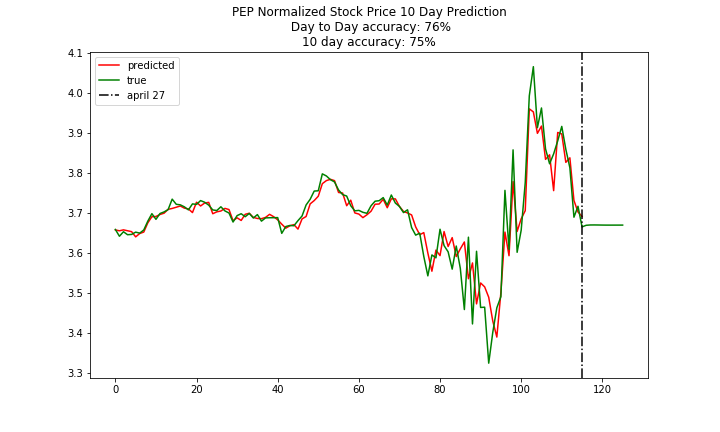 PEP Normalized Stock Price 10 Day Prediction
Day to Day accuracy: 76%
10 day accuracy: 75%
predicted
true
april 27
4.1
4.0
3.9
3.8
3.7
3.6
3.5
3.4
3.3
0 20 40 60 80 100 120